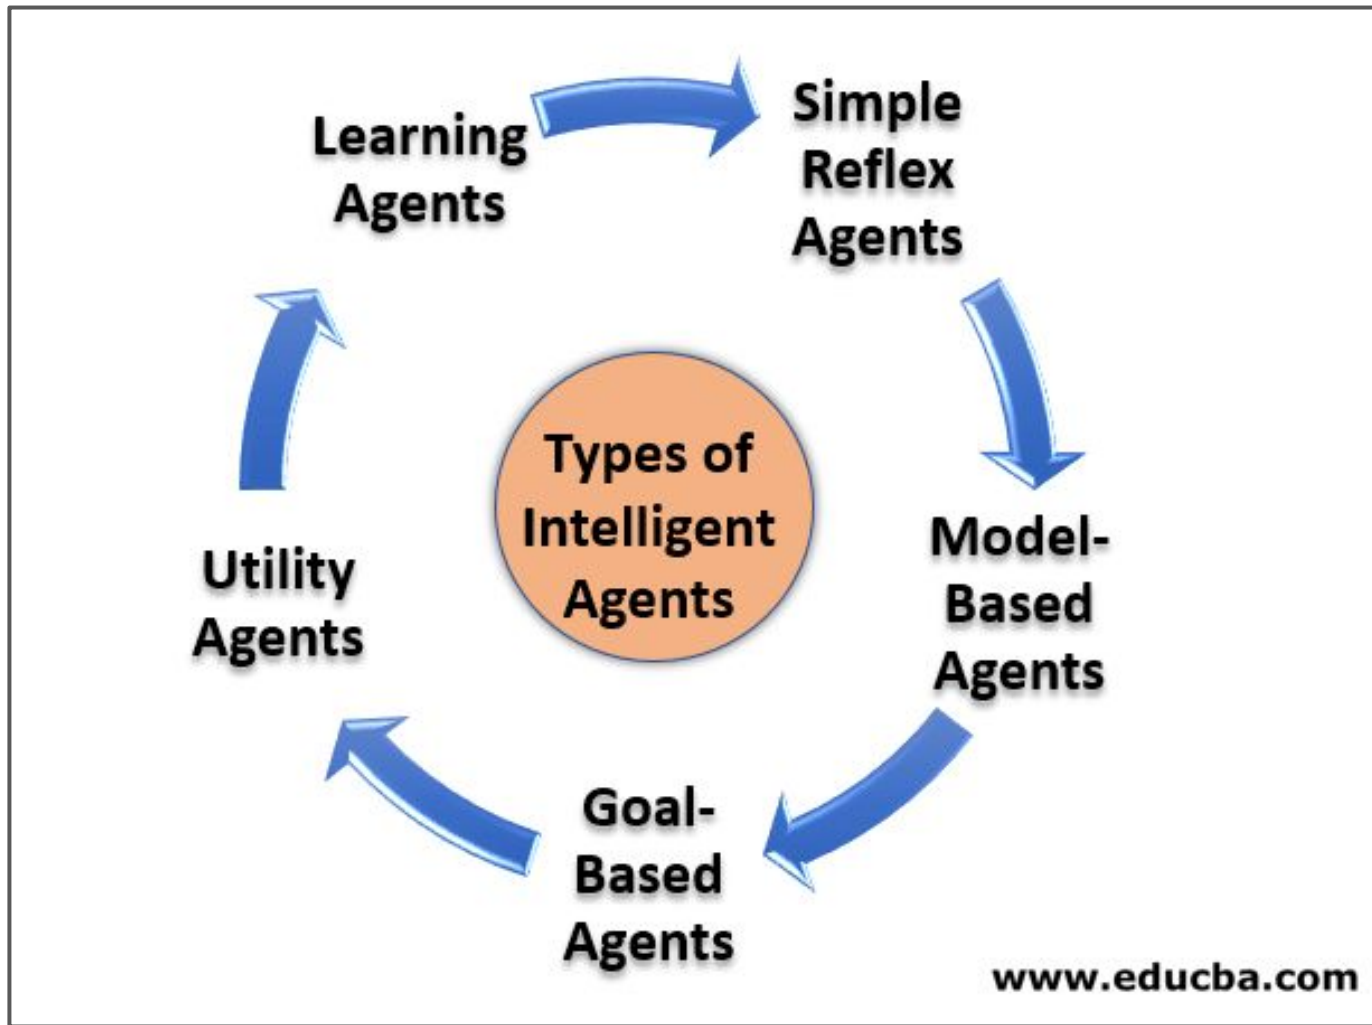 Learning
Agents
Simple
Reflex
Agents
Types of
Intelligent
Agents
Model-
Based
Agents
Utility
Agents
Goal-
Based
Agents
www.educba.com